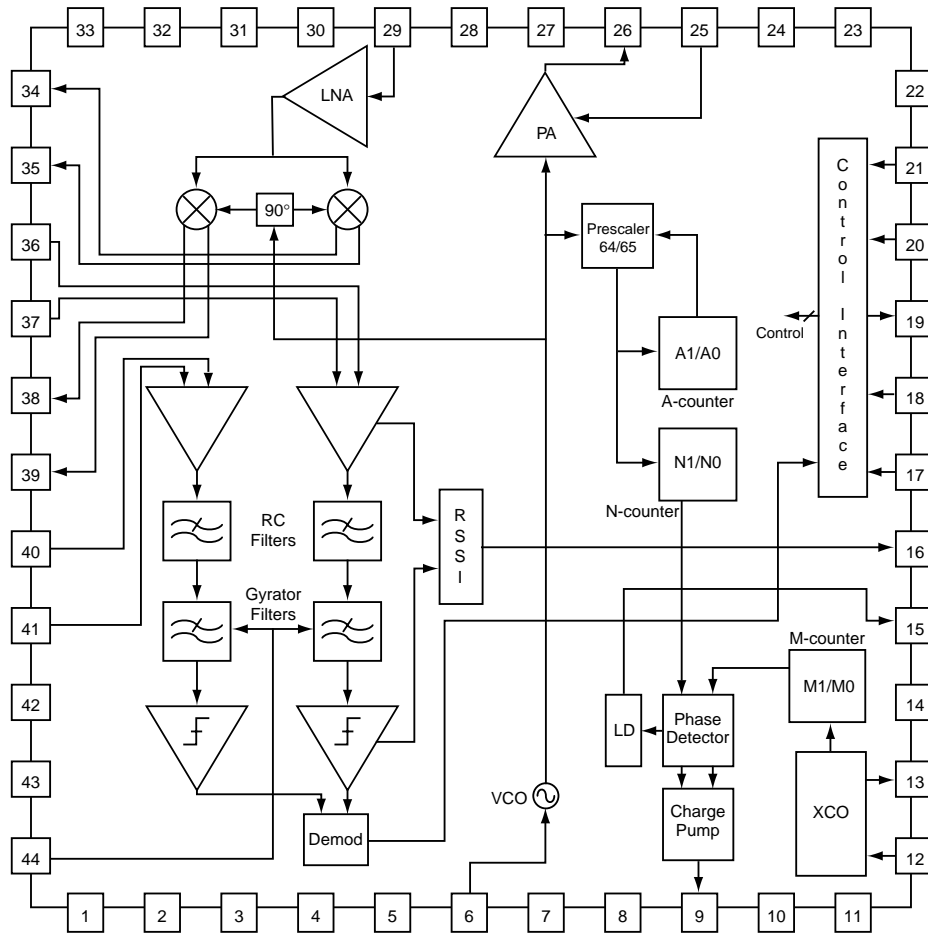 33 32 31 30 29 28 27 26 25 24 23
34
LNA
22
PA
35
21
90°
36
Prescaler
64/65
20
37
Control Interface
Control
19
A1/A0
A-counter
38
18
39
N1/N0
N-counter
17
RC
Filters
RSSI
40
16
Gyrator
Filters
41
15
M-counter
M1/M0
42
14
LD
Phase
Detector
43
13
VCO
Charge
Pump
XCO
Demod
44
12
1 2 3 4 5 6 7 8 9 10 11